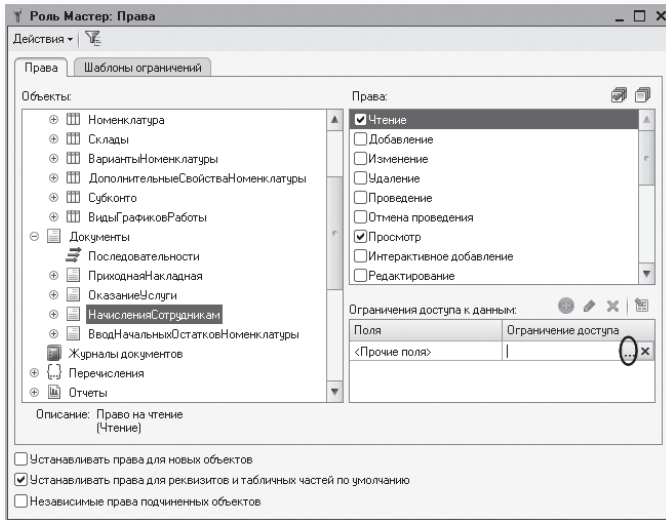 Роль Мастер: Права
Действия
Права Шаблоны ограничений
Объекты:
Номенклатура
Склады
ВариантыНоменклатуры
ДополнительныеСвойстваНоменклатуры
Субконто
ВидыГрафиковРаботы
Документы
Последовательности
ПриходнаяНакладная
ОказаниеУслуги
НачисленияСотрудникам
ВводНачальныхОстатковНоменклатуры
Журналы документов
Перечисления
Отчеты
Права:
Чтение
Добавление
Изменение
Удаление
Проведение
Отмена проведения
Просмотр
Интерактивное добавление
Редактирование
Ограничения доступа к данным:
Поля Ограничение доступа
<Прочие поля> ...
Описание: Право на чтение
(Чтение)
Устанавливать права для новых объектов
Устанавливать права для реквизитов и табличных частей по умолчанию
Независимые права подчиненных объектов